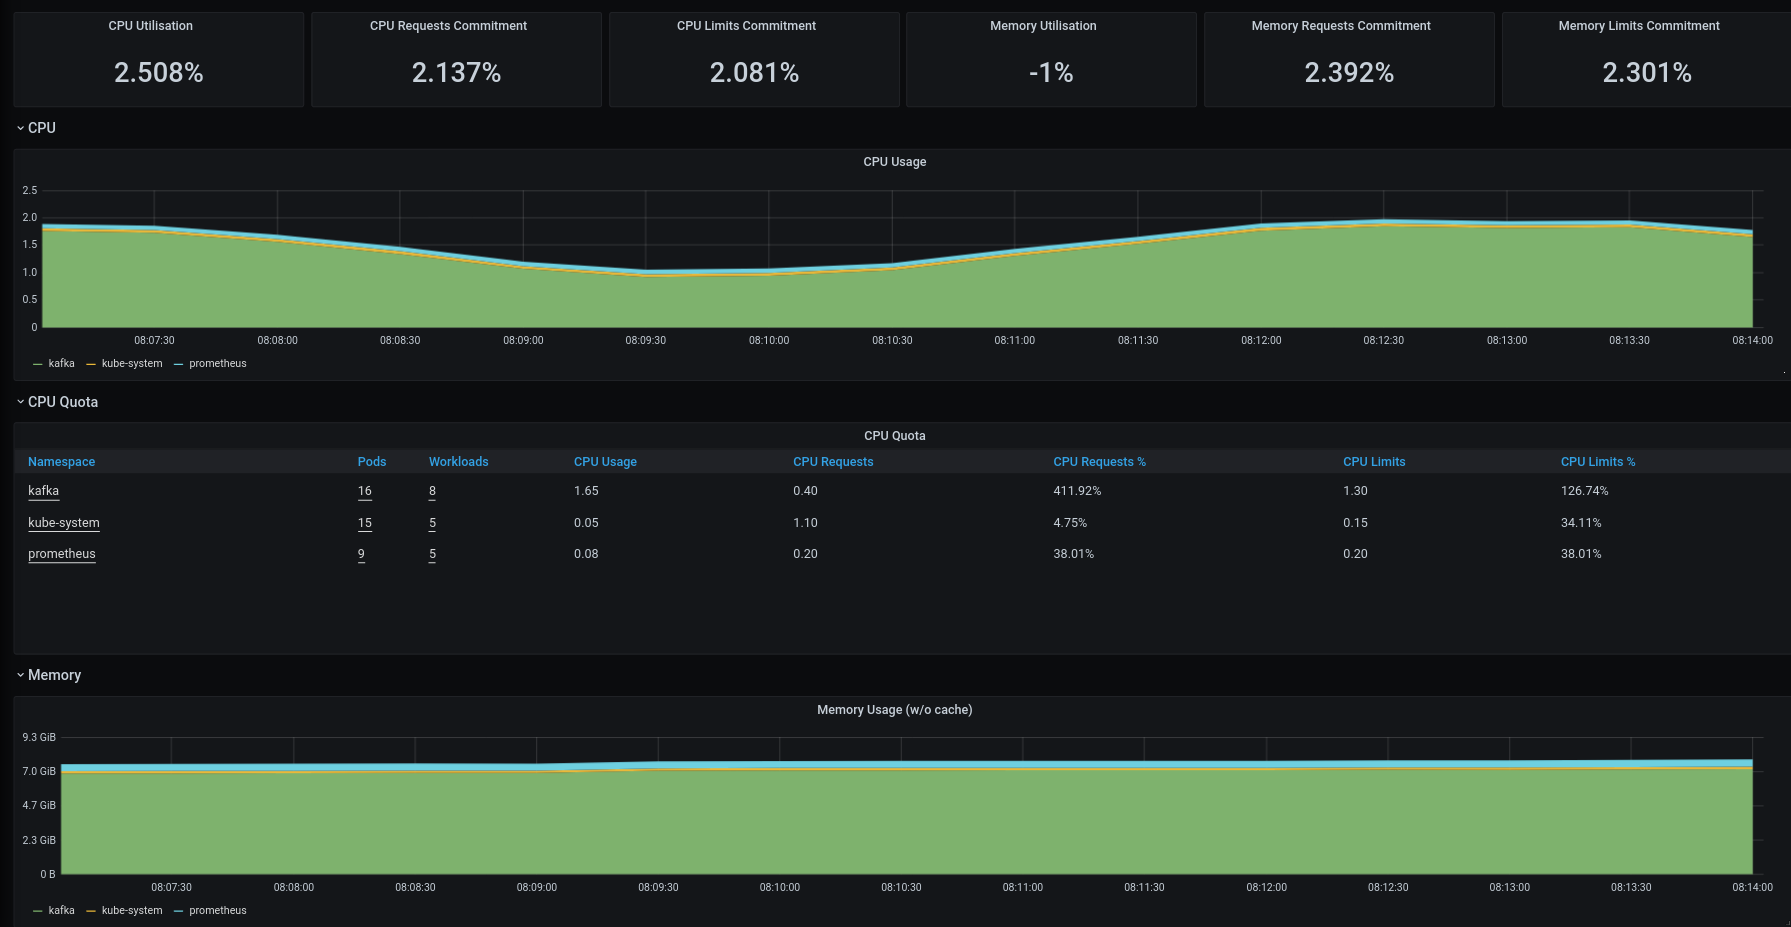 CPU Utilisation CPU Requests Commitment CPU Limits Commitment Memory Utilisation Memory Requests Commitment Memory Limits Commitment
2.508% 2.137% 2.081% -1% 2.392% 2.301%
CPU
CPU Usage
2.5
2.0
1.5
1.0
0.5
0
08:07:30 08:08:00 08:08:30 08:09:00 08:09:30 08:10:00 08:10:30 08:11:00 08:11:30 08:12:00 08:12:30 08:13:00 08:13:30 08:14:00
kafka kube-system prometheus
CPU Quota
CPU Quota
Namespace Pods Workloads CPU Usage CPU Requests CPU Requests % CPU Limits CPU Limits %
kafka 16 8 1.65 0.40 411.92% 1.30 126.74%
kube-system 15 5 0.05 1.10 4.75% 0.15 34.11%
prometheus 9 5 0.08 0.20 38.01% 0.20 38.01%
Memory
Memory Usage (w/o cache)
9.3 GiB
7.0 GiB
4.7 GiB
2.3 GiB
0 B
08:07:30 08:08:00 08:08:30 08:09:00 08:09:30 08:10:00 08:10:30 08:11:00 08:11:30 08:12:00 08:12:30 08:13:00 08:13:30 08:14:00
kafka kube-system prometheus